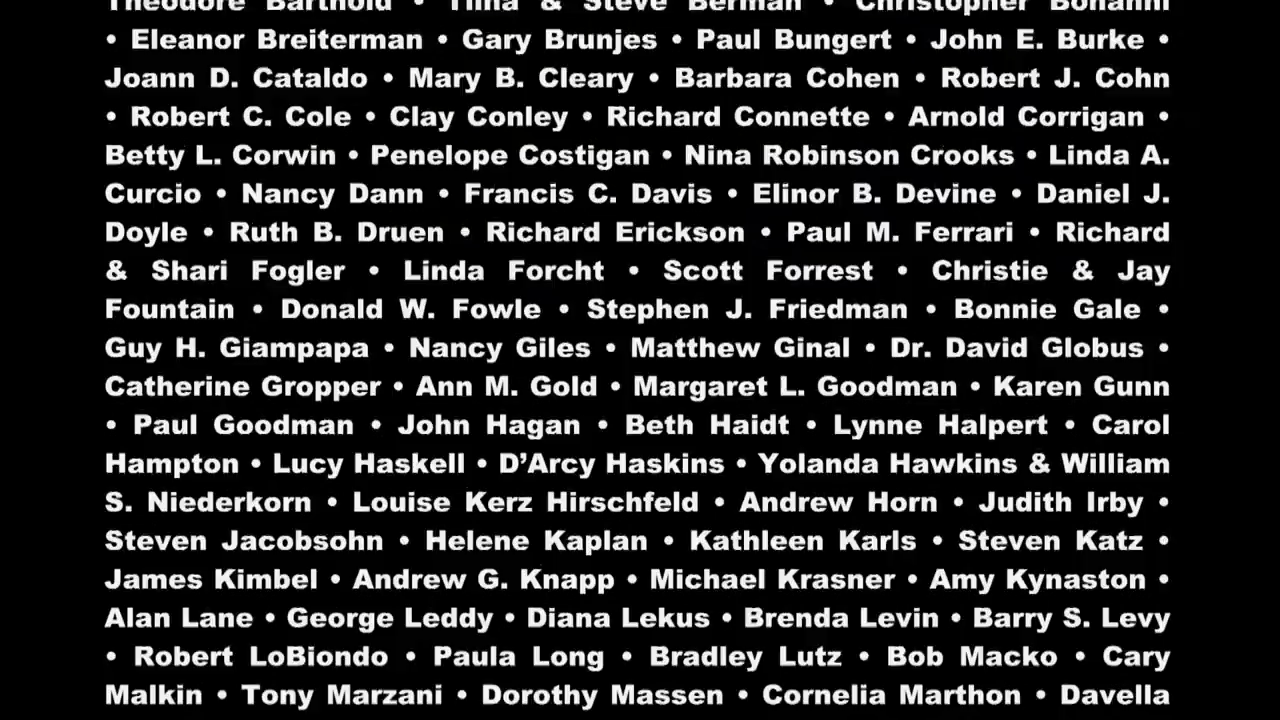 Theodore Barthold • Tiina & Steve Berman • Christopher Bonanni
• Eleanor Breiterman • Gary Brunjes • Paul Bungert • John E. Burke •
Joann D. Cataldo • Mary B. Cleary • Barbara Cohen • Robert J. Cohn
• Robert C. Cole • Clay Conley • Richard Connette • Arnold Corrigan •
Betty L. Corwin • Penelope Costigan • Nina Robinson Crooks • Linda A.
Curcio • Nancy Dann • Francis C. Davis • Elinor B. Devine • Daniel J.
Doyle • Ruth B. Druen • Richard Erickson • Paul M. Ferrari • Richard
& Shari Fogler • Linda Forcht • Scott Forrest • Christie & Jay
Fountain • Donald W. Fowle • Stephen J. Friedman • Bonnie Gale •
Guy H. Giampapa • Nancy Giles • Matthew Ginal • Dr. David Globus •
Catherine Gropper • Ann M. Gold • Margaret L. Goodman • Karen Gunn
• Paul Goodman • John Hagan • Beth Haidt • Lynne Halpert • Carol
Hampton • Lucy Haskell • D’Arcy Haskins • Yolanda Hawkins & William
S. Niederkorn • Louise Kerz Hirschfeld • Andrew Horn • Judith Irby •
Steven Jacobsohn • Helene Kaplan • Kathleen Karls • Steven Katz •
James Kimbel • Andrew G. Knapp • Michael Krasner • Amy Kynaston •
Alan Lane • George Leddy • Diana Lekus • Brenda Levin • Barry S. Levy
• Robert LoBiondo • Paula Long • Bradley Lutz • Bob Macko • Cary
Malkin • Tony Marzani • Dorothy Massen • Cornelia Marthon • Davella